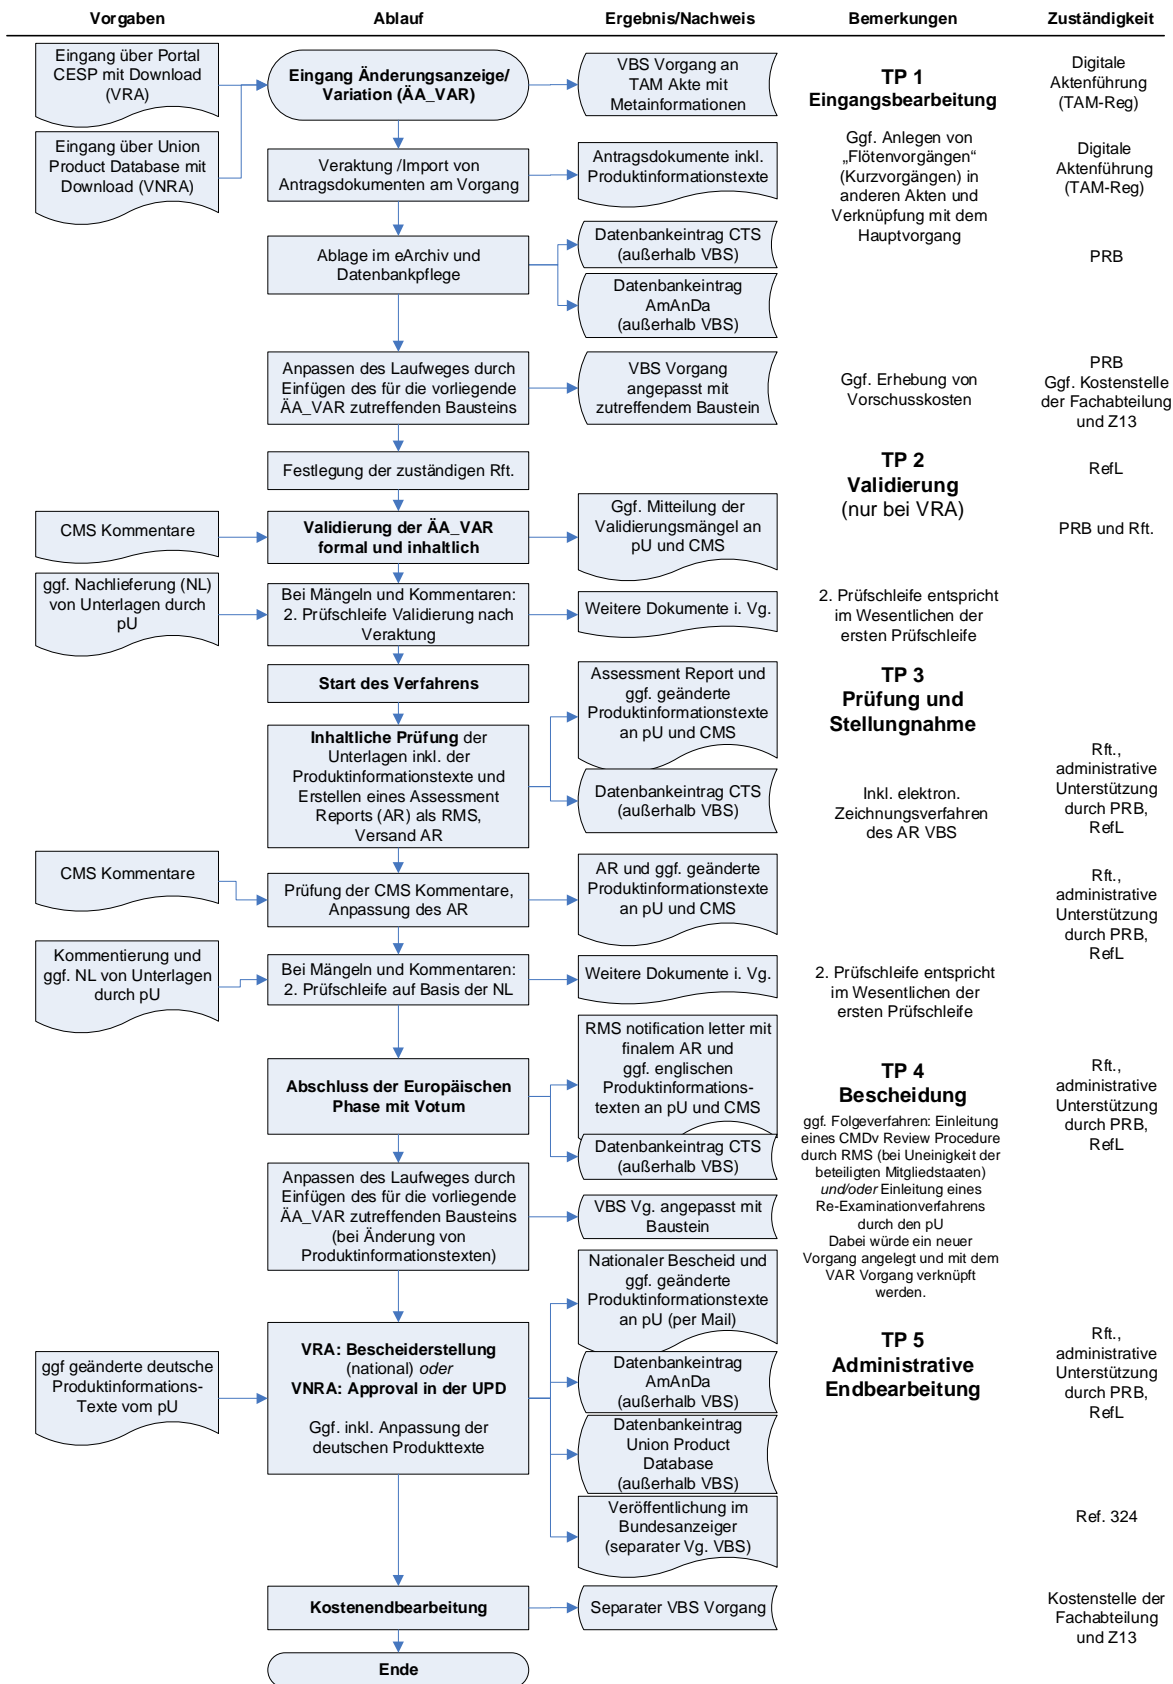 Vorgaben
Ablauf
Ergebnis/Nachweis
Bemerkungen
Zuständigkeit
Eingang über Portal
CESP mit Download
(VRA)
Eingang Änderungsanzeige/
Variation (ÄA_VAR)
VBS Vorgang an
TAM Akte mit
Metainformationen
TP 1
Eingangsbearbeitung
Digitale
Aktenführung
(TAM-Reg)
Eingang über Union
Product Database mit
Download (VNRA)
Veraktung /Import von
Antragsdokumenten am Vorgang
Antragsdokumente inkl.
Produktinformationstexte
Ggf. Anlegen von
„Flötenvorgängen“
(Kurzvorgängen) in
anderen Akten und
Verknüpfung mit dem
Hauptvorgang
Digitale
Aktenführung
(TAM-Reg)
Ablage im eArchiv und
Datenbankpflege
Datenbankeintrag CTS
(außerhalb VBS)
Datenbankeintrag
AmAnDa
(außerhalb VBS)
PRB
Anpassen des Laufweges durch
Einfügen des für die vorliegende
ÄA_VAR zutreffenden Bausteins
VBS Vorgang
angepasst mit
zutreffendem Baustein
Ggf. Erhebung von
Vorschusskosten
PRB
Ggf. Kostenstelle
der Fachabteilung
und Z13
Festlegung der zuständigen Rft.
TP 2
Validierung
(nur bei VRA)
RefL
CMS Kommentare
Validierung der ÄA_VAR
formal und inhaltlich
Ggf. Mitteilung der
Validierungsmängel an
pU und CMS
PRB und Rft.
ggf. Nachlieferung (NL)
von Unterlagen durch
pU
Bei Mängeln und Kommentaren:
2. Prüfschleife Validierung nach
Veraktung
Weitere Dokumente i. Vg.
2. Prüfschleife entspricht
im Wesentlichen der
ersten Prüfschleife
Start des Verfahrens
Assessment Report und
ggf. geänderte
Produktinformationstexte
an pU und CMS
TP 3
Prüfung und
Stellungnahme
Inhaltliche Prüfung der
Unterlagen inkl. der
Produktinformationstexte und
Erstellen eines Assessment
Reports (AR) als RMS,
Versand AR
Datenbankeintrag CTS
(außerhalb VBS)
Inkl. elektron.
Zeichnungsverfahren
des AR VBS
Rft.,
administrative
Unterstützung
durch PRB,
RefL
CMS Kommentare
Prüfung der CMS Kommentare,
Anpassung des AR
AR und ggf. geänderte
Produktinformationstexte
an pU und CMS
Rft.,
administrative
Unterstützung
durch PRB,
RefL
Kommentierung und
ggf. NL von Unterlagen
durch pU
Bei Mängeln und Kommentaren:
2. Prüfschleife auf Basis der NL
Weitere Dokumente i. Vg.
2. Prüfschleife entspricht
im Wesentlichen der
ersten Prüfschleife
Abschluss der Europäischen
Phase mit Votum
RMS notification letter mit
finalem AR und
ggf. englischen
Produktinformations-
texten an pU und CMS
Datenbankeintrag CTS
(außerhalb VBS)
TP 4
Bescheidung
ggf. Folgeverfahren: Einleitung
eines CMDv Review Procedure
durch RMS (bei Uneinigkeit der
beteiligten Mitgliedstaaten)
und/oder Einleitung eines
Re-Examinationverfahrens
durch den pU
Dabei würde ein neuer
Vorgang angelegt und mit dem
VAR Vorgang verknüpft
werden.
Rft.,
administrative
Unterstützung
durch PRB,
RefL
Anpassen des Laufweges durch
Einfügen des für die vorliegende
ÄA_VAR zutreffenden Bausteins
(bei Änderung von
Produktinformationstexten)
VBS Vg. angepasst mit
Baustein
ggf geänderte deutsche
Produktinformations-
Texte vom pU
VRA: Bescheiderstellung
(national) oder
VNRA: Approval in der UPD
Ggf. inkl. Anpassung der
deutschen Produkttexte
Nationaler Bescheid und
ggf. geänderte
Produktinformationstexte
an pU (per Mail)
Datenbankeintrag
AmAnDa
(außerhalb VBS)
Datenbankeintrag
Union Product
Database
(außerhalb VBS)
Veröffentlichung im
Bundesanzeiger
(separater Vg. VBS)
TP 5
Administrative
Endbearbeitung
Rft.,
administrative
Unterstützung
durch PRB,
RefL
Ref. 324
Kostenendbearbeitung
Separater VBS Vorgang
Kostenstelle der
Fachabteilung
und Z13
Ende